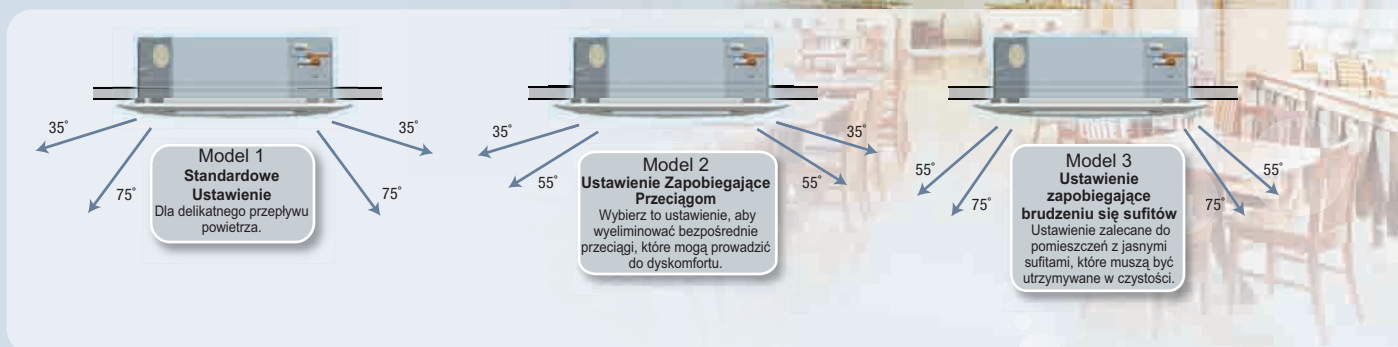 35°
35°
75°
75°
Model 1
Standardowe
Ustawienie
Dla delikatnego przepływu
powietrza.
35°
35°
55°
55°
Model 2
Ustawienie Zapobiegające
Przeciągom
Wybierz to ustawienie, aby
wyeliminować bezpośrednie
przeciągi, które mogą prowadzić
do dyskomfortu.
55°
55°
75°
75°
Model 3
Ustawienie
zapobiegające
brudzeniu się sufitów
Ustawienie zalecane do
pomieszczeń z jasnymi
sufitami, które muszą być
utrzymywane w czystości.